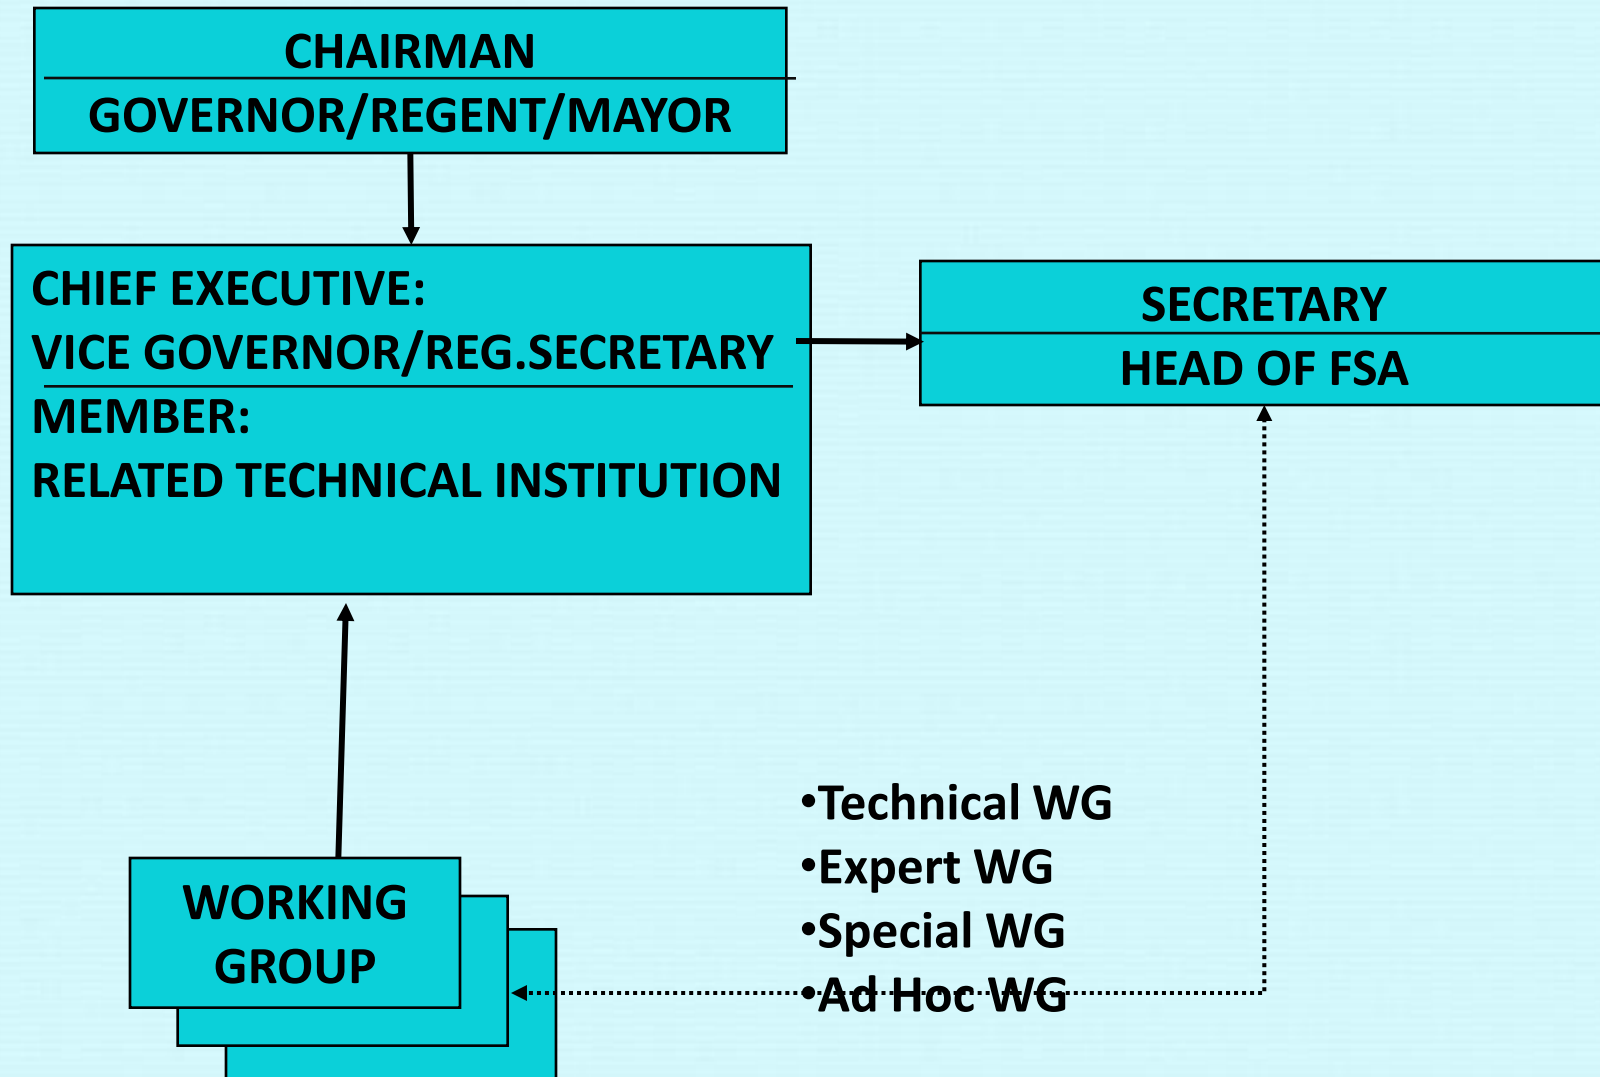 CHAIRMAN
GOVERNOR/REGENT/MAYOR
CHIEF EXECUTIVE:
VICE GOVERNOR/REG.SECRETARY
MEMBER:
RELATED TECHNICAL INSTITUTION
SECRETARY
HEAD OF FSA
WORKING
GROUP
•Technical WG
•Expert WG
•Special WG
•Ad Hoc WG